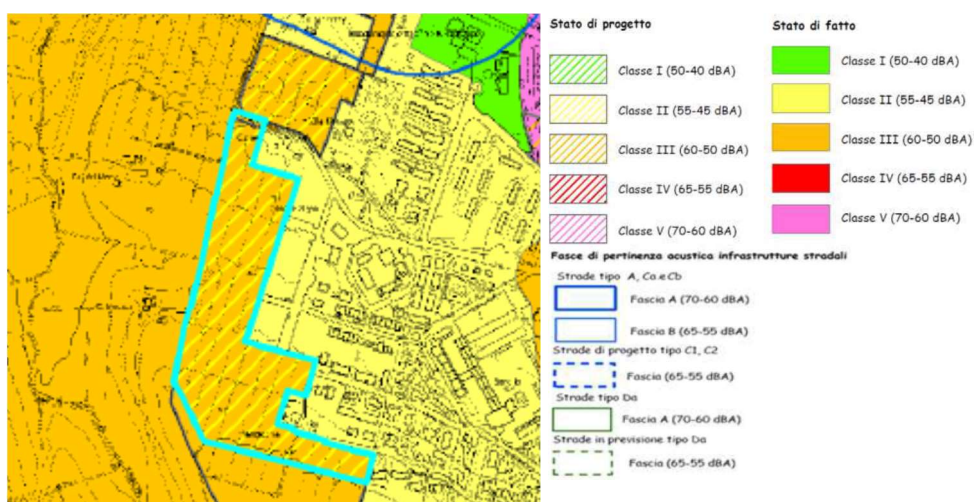 Stato di progetto
Classe I (50-40 dBA)
Classe II (55-45 dBA)
Classe III (60-50 dBA)
Classe IV (65-55 dBA)
Classe V (70-60 dBA)
Stato di fatto
Classe I (50-40 dBA)
Classe II (55-45 dBA)
Classe III (60-50 dBA)
Classe IV (65-55 dBA)
Classe V (70-60 dBA)
Fasce di pertinenza acustica infrastrutture stradali
Strade tipo A, Ca e Cb
Fascia A (70-60 dBA)
Fascia B (65-55 dBA)
Strade di progetto tipo C1, C2
Fascia (65-55 dBA)
Strade tipo Da
Fascia A (70-60 dBA)
Strade in previsione tipo Da
Fascia (65-55 dBA)